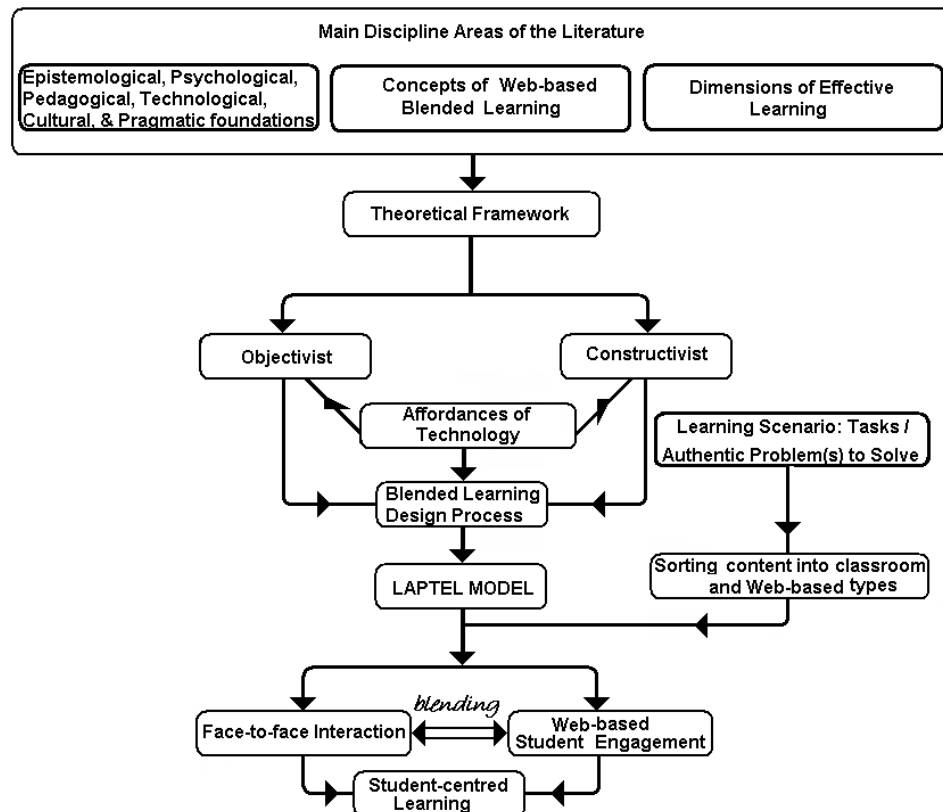 Main Discipline Areas of the Literature
Epistemological, Psychological,
Pedagogical, Technological,
Cultural, & Pragmatic foundations
Concepts of Web-based
Blended Learning
Dimensions of Effective
Learning
Theoretical Framework
Objectivist
Constructivist
Affordances of
Technology
Learning Scenario: Tasks /
Authentic Problem(s) to Solve
Blended Learning
Design Process
LAPTEL MODEL
Sorting content into classroom
and Web-based types
blending
Face-to-face Interaction
Web-based
Student Engagement
Student-centred
Learning